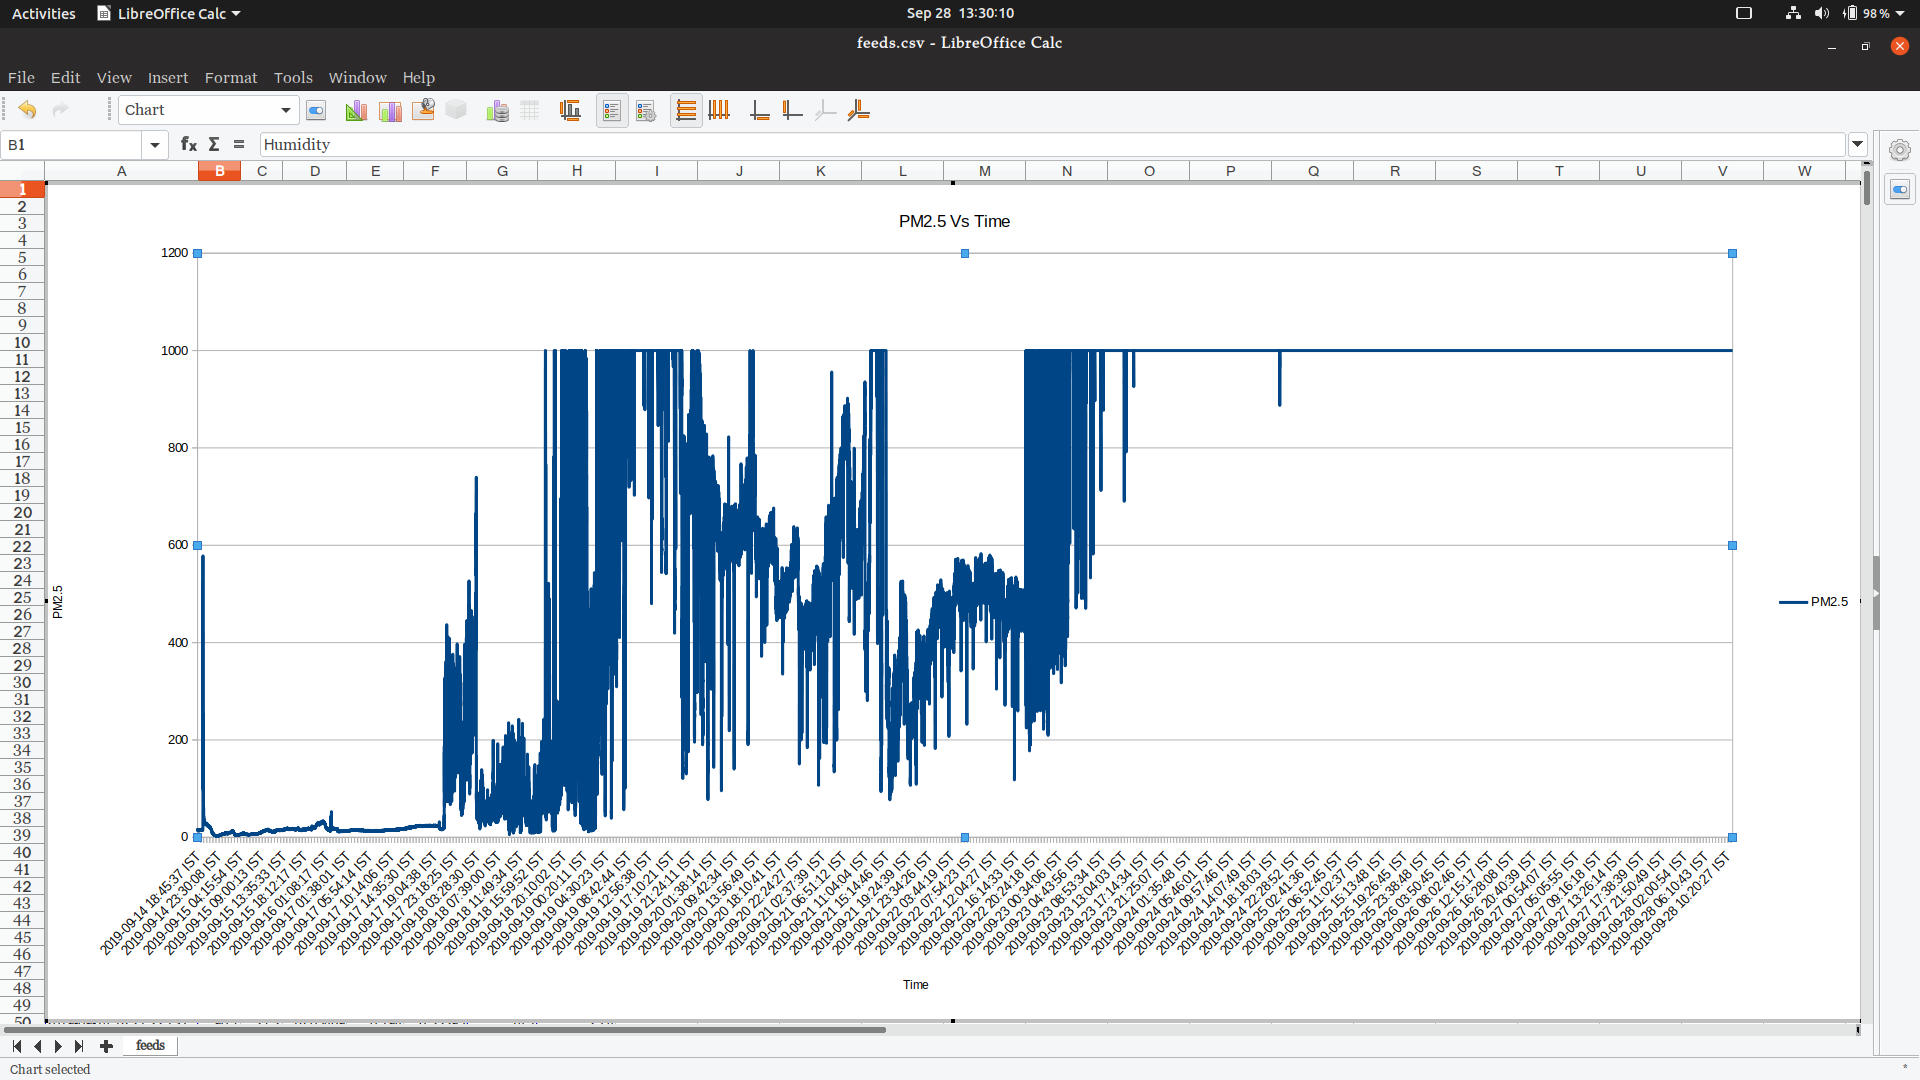 Activities LibreOffice Calc Sep 28 13:30:10 98 %
feeds.csv - LibreOffice Calc
File Edit View Insert Format Tools Window Help
Chart
B1 fx Σ = Humidity
A B C D E F G H I J K L M N O P Q R S T U V W
1
2
3
4
5
6
7
8
9
10
11
12
13
14
15
16
17
18
19
20
21
22
23
24
25
26
27
28
29
30
31
32
33
34
35
36
37
38
39
40
41
42
43
44
45
46
47
48
49
50
PM2.5 Vs Time
1200
1000
800
600
400
200
0
PM2.5
PM2.5
2019-09-14 18:45:37 IST
2019-09-14 23:30:08 IST
2019-09-15 04:15:54 IST
2019-09-15 09:00:13 IST
2019-09-15 13:35:33 IST
2019-09-15 18:12:17 IST
2019-09-16 01:08:17 IST
2019-09-17 01:38:01 IST
2019-09-17 05:54:14 IST
2019-09-17 10:14:06 IST
2019-09-17 14:35:30 IST
2019-09-17 19:04:38 IST
2019-09-17 23:18:25 IST
2019-09-18 03:28:30 IST
2019-09-18 07:39:00 IST
2019-09-18 11:49:34 IST
2019-09-18 15:59:52 IST
2019-09-18 20:10:02 IST
2019-09-19 00:20:11 IST
2019-09-19 04:30:23 IST
2019-09-19 08:42:44 IST
2019-09-19 12:56:38 IST
2019-09-19 17:10:21 IST
2019-09-19 21:24:11 IST
2019-09-20 01:38:14 IST
2019-09-20 09:42:34 IST
2019-09-20 13:56:49 IST
2019-09-20 18:10:41 IST
2019-09-20 22:24:27 IST
2019-09-21 02:37:39 IST
2019-09-21 06:51:12 IST
2019-09-21 11:04:04 IST
2019-09-21 15:14:46 IST
2019-09-21 19:24:39 IST
2019-09-21 23:34:26 IST
2019-09-22 03:44:19 IST
2019-09-22 07:54:23 IST
2019-09-22 12:04:27 IST
2019-09-22 16:14:33 IST
2019-09-22 20:24:18 IST
2019-09-23 00:34:06 IST
2019-09-23 04:43:56 IST
2019-09-23 08:53:34 IST
2019-09-23 13:04:03 IST
2019-09-23 17:14:34 IST
2019-09-23 21:25:07 IST
2019-09-24 01:35:48 IST
2019-09-24 05:46:01 IST
2019-09-24 09:57:46 IST
2019-09-24 14:07:49 IST
2019-09-24 18:18:03 IST
2019-09-24 22:28:52 IST
2019-09-25 02:41:36 IST
2019-09-25 06:52:45 IST
2019-09-25 11:02:37 IST
2019-09-25 15:13:48 IST
2019-09-25 19:26:45 IST
2019-09-25 23:38:48 IST
2019-09-26 03:50:45 IST
2019-09-26 08:02:46 IST
2019-09-26 12:15:17 IST
2019-09-26 16:28:08 IST
2019-09-26 20:40:39 IST
2019-09-27 00:54:07 IST
2019-09-27 05:05:55 IST
2019-09-27 09:16:18 IST
2019-09-27 13:26:14 IST
2019-09-27 17:38:39 IST
2019-09-27 21:50:49 IST
2019-09-28 02:00:54 IST
2019-09-28 06:10:43 IST
2019-09-28 10:20:27 IST
Time
feeds
Chart selected